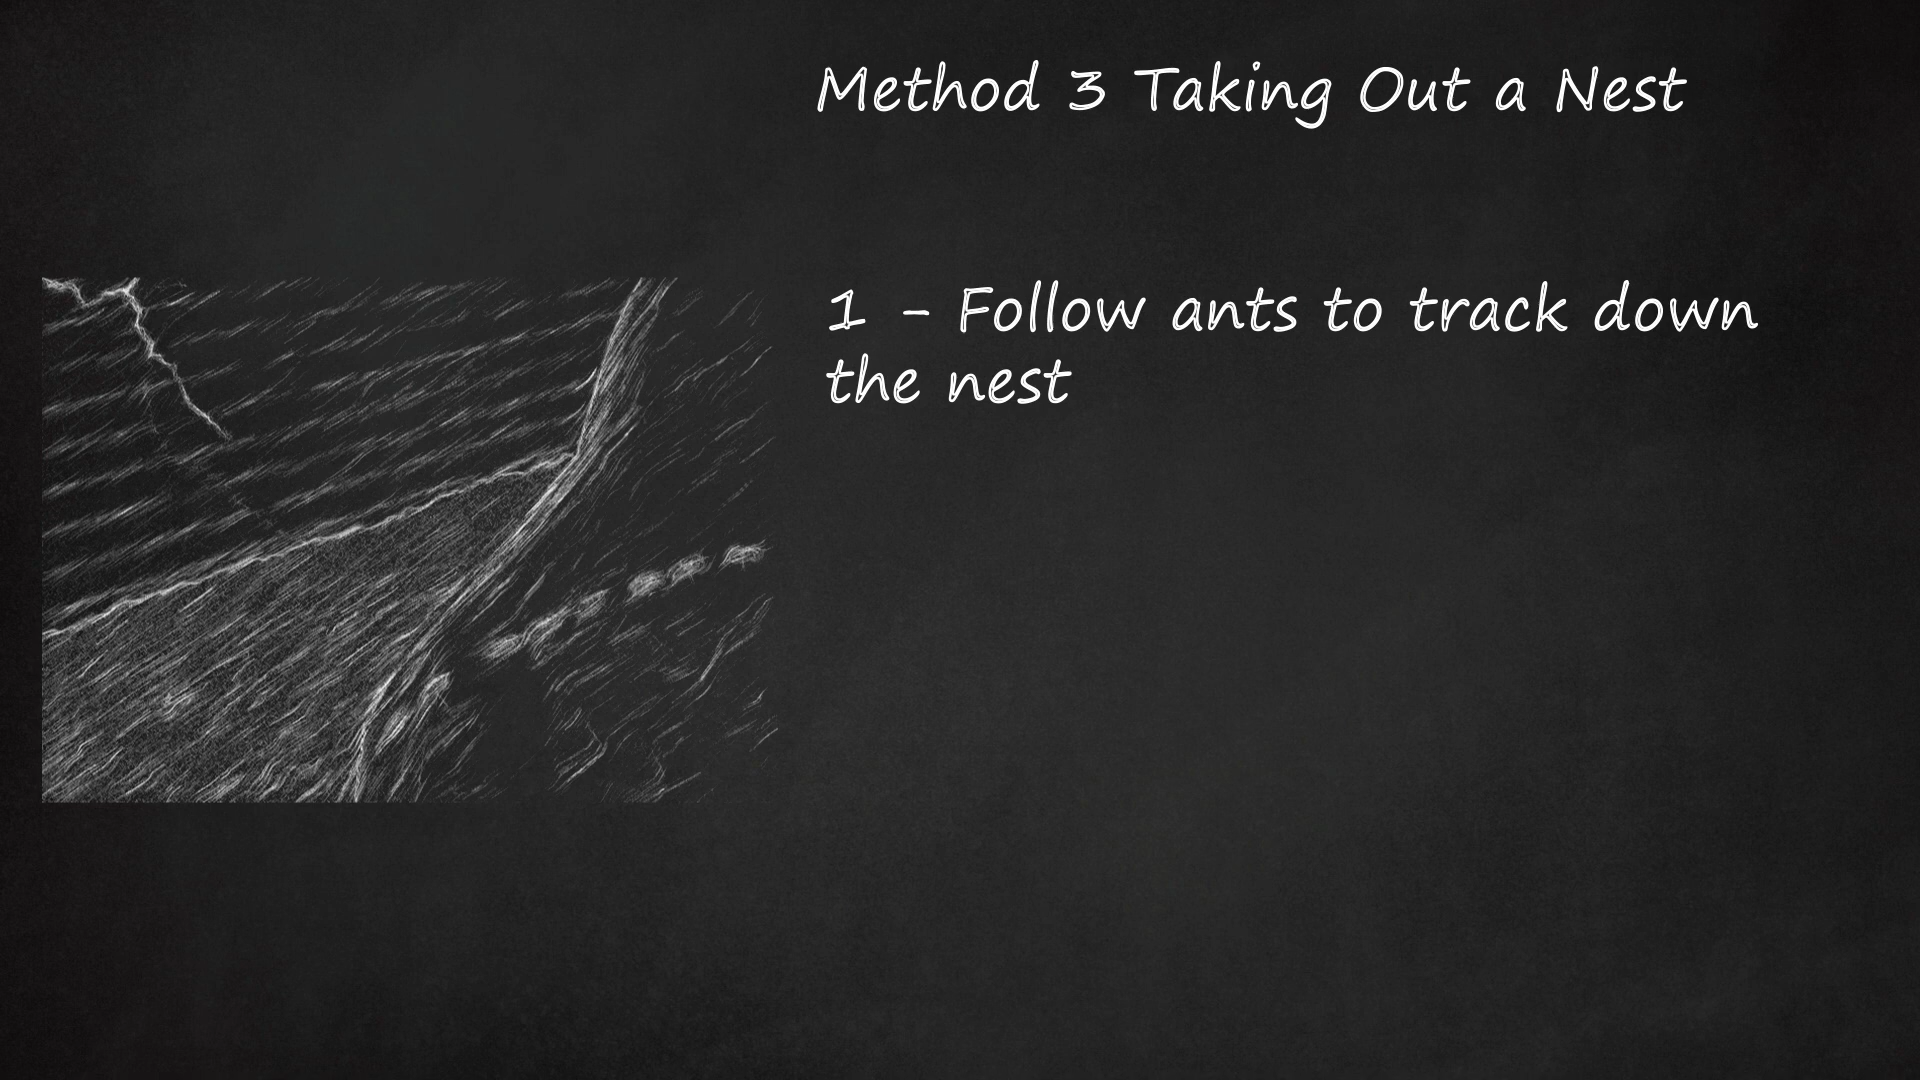 Method 3 Taking Out a Nest
1 - Follow ants to track down
the nest